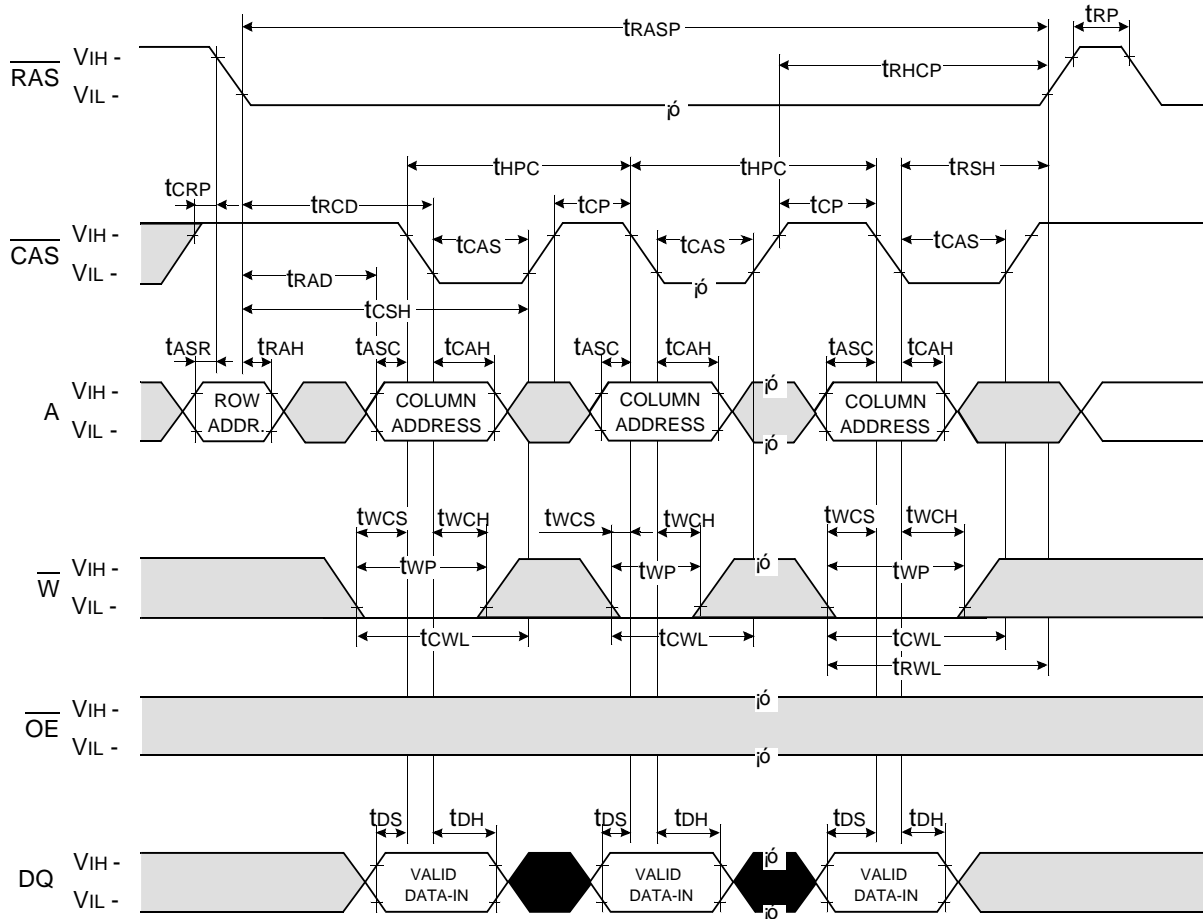 tRASP
tRP
RAS
VIH -
VIL -
tRHCP
¡ó
tHPC
tHPC
tRSH
tCRP
tRCD
tCP
tCP
CAS
VIH -
VIL -
tCAS
tCAS
tCAS
tRAD
¡ó
tCSH
tASR
tRAH
tASC
tCAH
tASC
tCAH
tASC
tCAH
A
VIH -
VIL -
ROW
ADDR.
COLUMN
ADDRESS
COLUMN
ADDRESS
¡ó
¡ó
COLUMN
ADDRESS
tWCS
tWCH
tWCS
tWCH
tWCS
tWCH
W
VIH -
VIL -
tWP
tWP
¡ó
tWP
tCWL
tCWL
tCWL
tRWL
OE
VIH -
VIL -
¡ó
¡ó
tDS
tDH
tDS
tDH
tDS
tDH
DQ
VIH -
VIL -
VALID
DATA-IN
VALID
DATA-IN
¡ó
¡ó
VALID
DATA-IN